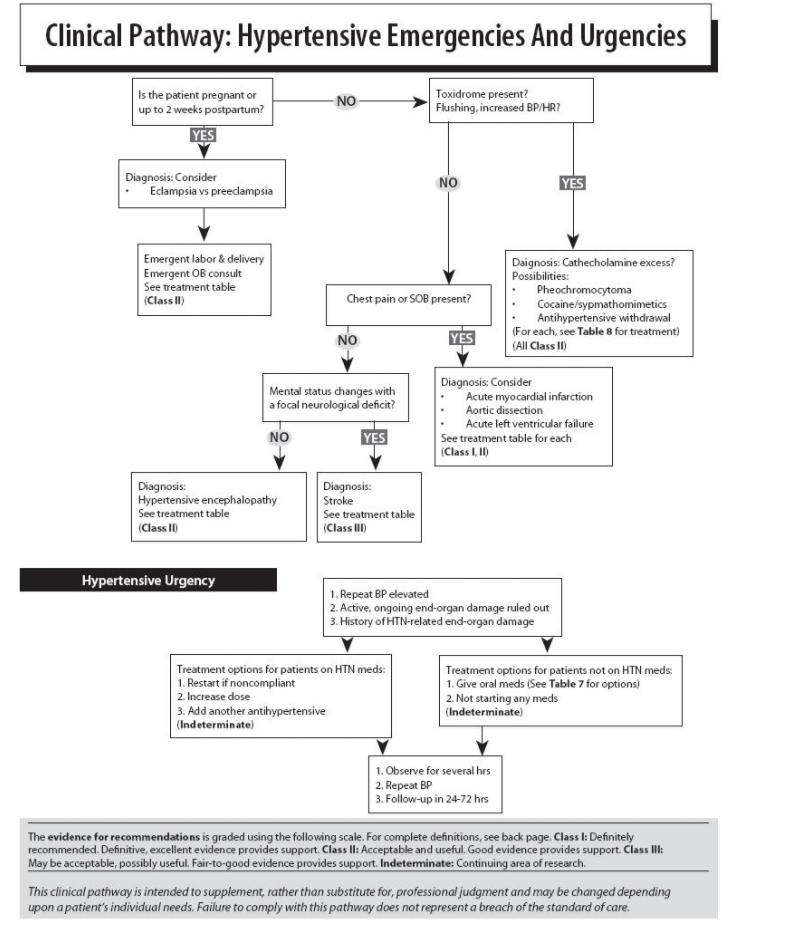 Clinical Pathway: Hypertensive Emergencies And Urgencies
Is the patient pregnant or
up to 2 weeks postpartum?
NO
Toxidrome present?
Flushing, increased BP/HR?
YES
Diagnosis: Consider
• Eclampsia vs preeclampsia
NO
YES
Emergent labor & delivery
Emergent OB consult
See treatment table
(Class II)
Daignosis: Cathecholamine excess?
Possibilities:
• Pheochromocytoma
• Cocaine/sypmathomimetics
• Antihypertensive withdrawal
(For each, see Table 8 for treatment)
(All Class II)
Chest pain or SOB present?
NO
YES
Mental status changes with
a focal neurological deficit?
Diagnosis: Consider
• Acute myocardial infarction
• Aortic dissection
• Acute left ventricular failure
See treatment table for each
(Class I, II)
NO
YES
Diagnosis:
Hypertensive encephalopathy
See treatment table
(Class II)
Diagnosis:
Stroke
See treatment table
(Class III)
Hypertensive Urgency
1. Repeat BP elevated
2. Active, ongoing end-organ damage ruled out
3. History of HTN-related end-organ damage
Treatment options for patients on HTN meds:
1. Restart if noncompliant
2. Increase dose
3. Add another antihypertensive
(Indeterminate)
Treatment options for patients not on HTN meds:
1. Give oral meds (See Table 7 for options)
2. Not starting any meds
(Indeterminate)
1. Observe for several hrs
2. Repeat BP
3. Follow-up in 24-72 hrs
The evidence for recommendations is graded using the following scale. For complete definitions, see back page. Class I: Definitely
recommended. Definitive, excellent evidence provides support. Class II: Acceptable and useful. Good evidence provides support. Class III:
May be acceptable, possibly useful. Fair-to-good evidence provides support. Indeterminate: Continuing area of research.
This clinical pathway is intended to supplement, rather than substitute for, professional judgment and may be changed depending
upon a patient's individual needs. Failure to comply with this pathway does not represent a breach of the standard of care.